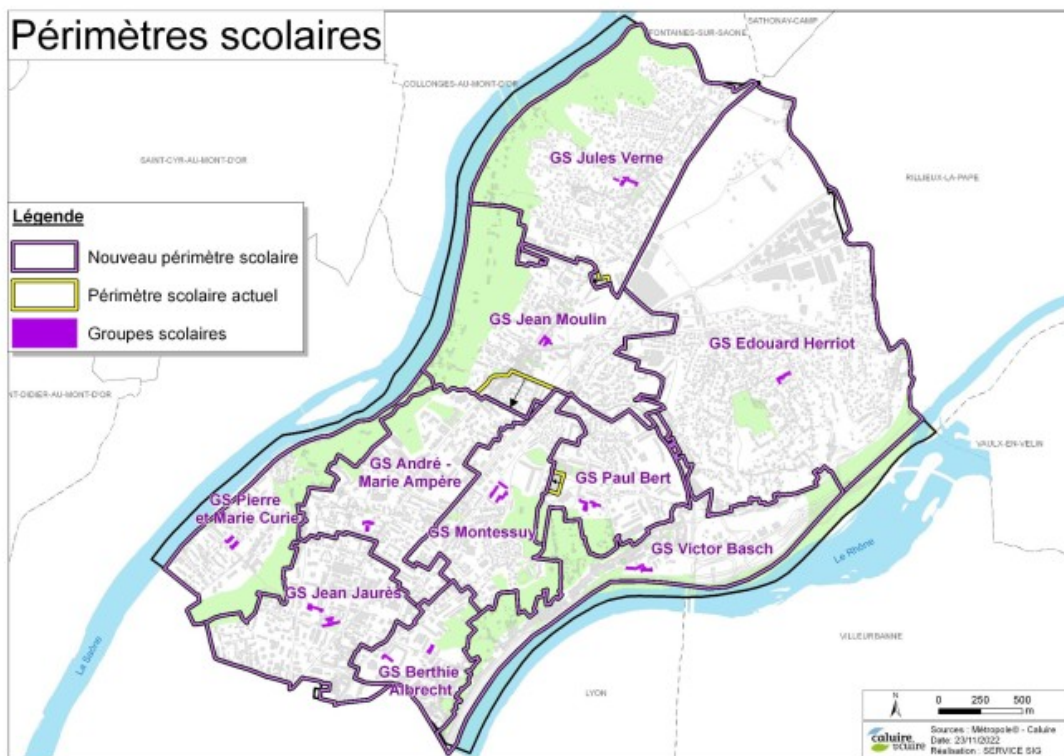 Périmètres scolaires
SATHONAY-CAMP
FONTAINES-SUR-SAONE
COLLONGES-AU-MONT-D'OR
SAINT-CYR-AU-MONT-D'OR
GS Jules Verne
RILLIEUX-LA-PAPE
Légende
Nouveau périmètre scolaire
Périmètre scolaire actuel
Groupes scolaires
GS Jean Moulin
GS Edouard Herriot
NT-DIDIER-AU-MONT-D'OR
VAULX-EN-VELIN
GS André -
Marie Ampére
GS Paul Bert
GS Pierre
et Marie Curie
GS Montessuy
GS Victor Basch
Le Rhône
GS Jean Jaurès
VILLEURBANNE
La Saône
GS Berthie
Albrecht
LYON
N
0 250 500
m
caluire
et cuire
Sources : Métropole® - Caluire
Date: 23/11/2022
Réalisation : SERVICE SIG